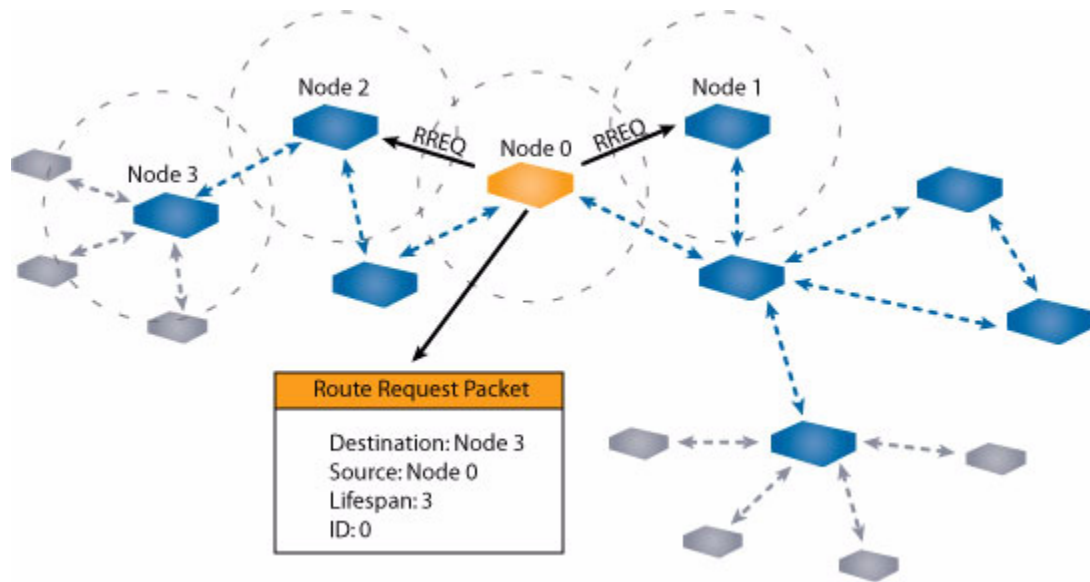 Node 2
Node 1
RREQ
RREQ
Node 0
Node 3
Route Request Packet
Destination: Node 3
Source: Node 0
Lifespan: 3
ID: 0